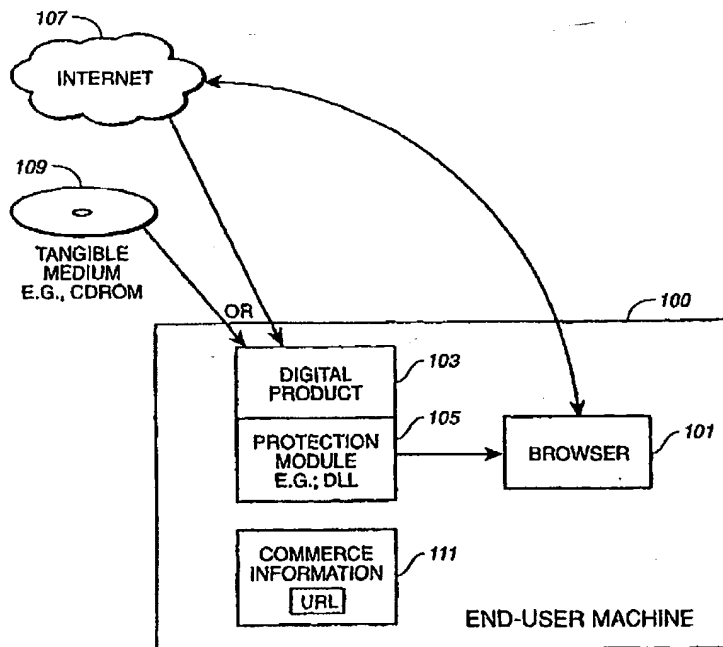 107
INTERNET
109
TANGIBLE
MEDIUM
E.G., CDROM
OR
100
DIGITAL
PRODUCT
103
PROTECTION
MODULE
E.G.; DLL
105
BROWSER
101
COMMERCE
INFORMATION
URL
111
END-USER MACHINE